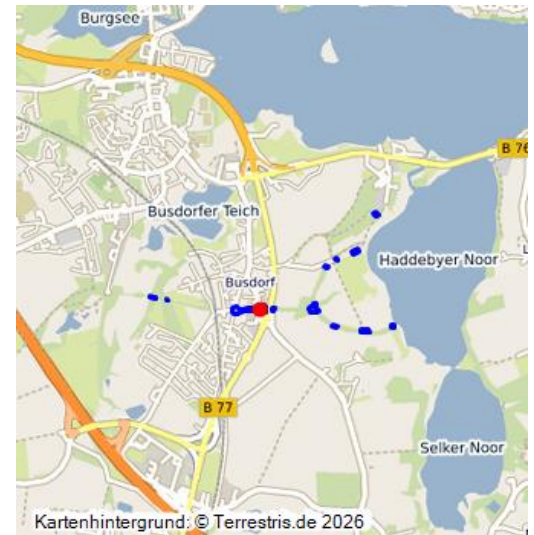 Burgsee
B 76
Busdorfer Teich
Haddebyer Noor
Busdorf
B 77
Selker Noor
Kartenhintergrund: © Terrestris.de 2026